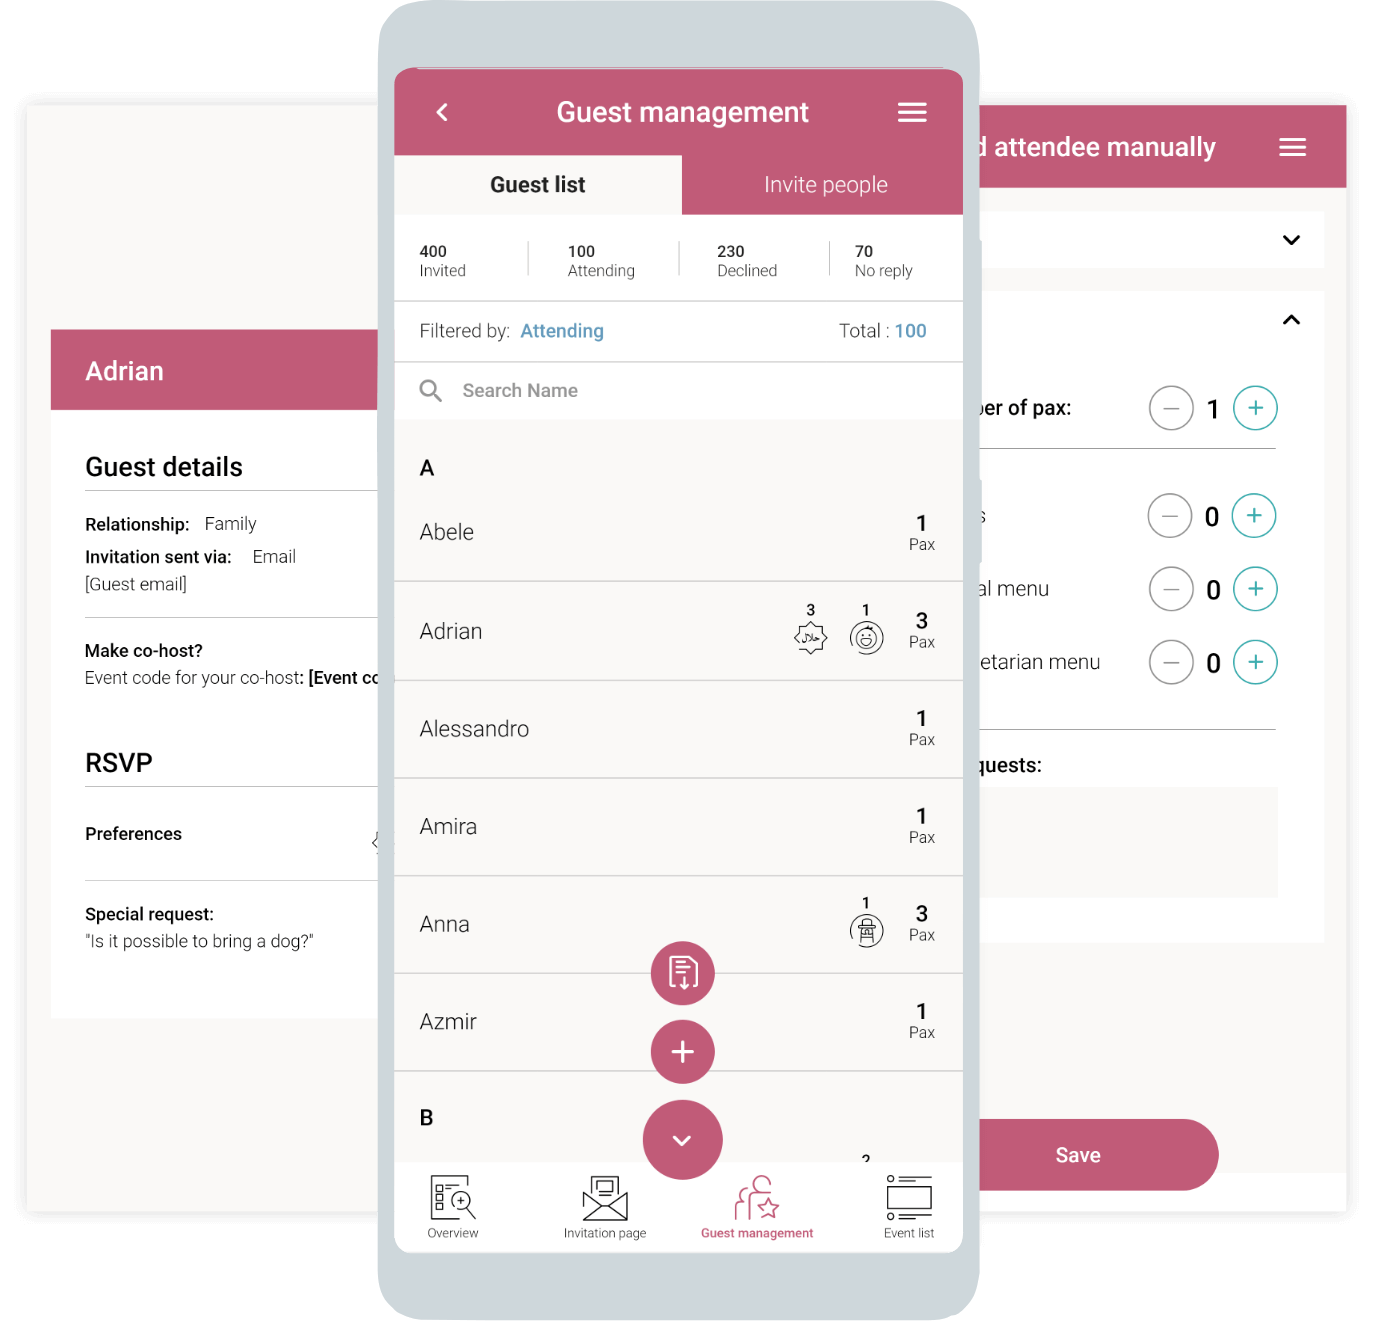 Adrian
Guest details
Relationship: Family
Invitation sent via: Email
[Guest email]
Make co-host?
Event code for your co-host: [Event co
RSVP
Preferences
Special request:
"Is it possible to bring a dog?"
Guest management
Guest list
Invite people
400
Invited
100
Attending
230
Declined
70
No reply
Filtered by: Attending
Total : 100
Search Name
A
Abele
1
Pax
Adrian
3
حلال
1
3
Pax
Alessandro
1
Pax
Amira
1
Pax
Anna
1
3
Pax
Azmir
1
Pax
B
2
Overview
Invitation page
Guest management
Event list
d attendee manually
ber of pax:
1
s
0
al menu
0
etarian menu
0
quests:
Save